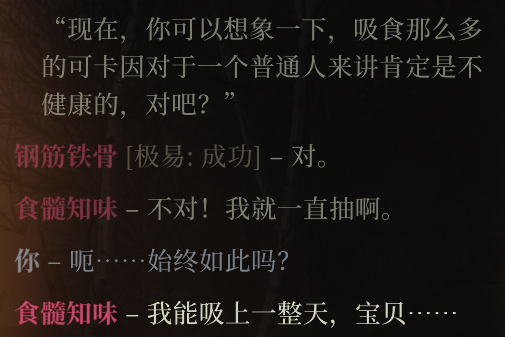 “现在，你可以想象一下，吸食那么多
的可卡因对于一个普通人来讲肯定是不
健康的，对吧？”
钢筋铁骨 [极易: 成功] – 对。
食髓知味 – 不对！我就一直抽啊。
你 – 呃……始终如此吗？
食髓知味 – 我能吸上一整天，宝贝……